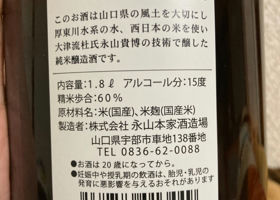 このお酒は山口県の風土を大切にし
厚東川水系の水、西日本の米を使い
大津流杜氏永山貴博の技術で醸した
純米醸造酒です。
内容量:1.8ℓ アルコール分:15度
精米歩合:60%
原材料名:米(国産)、米麹(国産米)
製造者:株式会社 永山本家酒造場
山口県宇部市車地138番地
TEL 0836-62-0088
●お酒は20歳になってから。
●妊娠中や授乳期の飲酒は、胎児・乳児の
発育に悪影響を与えるおそれがあります。